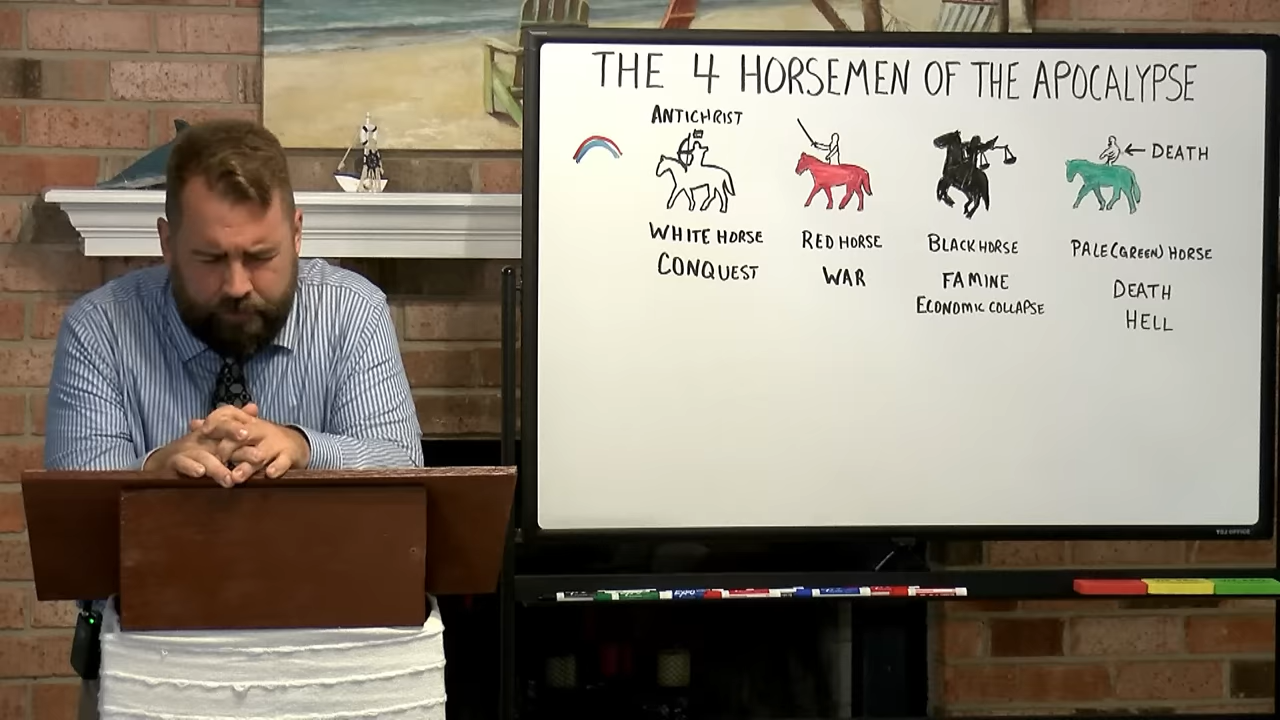 THE 4 HORSEMEN OF THE APOCALYPSE
ANTICHRIST
← DEATH
WHITE HORSE
RED HORSE
BLACK HORSE
PALE (GREEN) HORSE
CONQUEST
WAR
FAMINE
ECONOMIC COLLAPSE
DEATH
HELL
EXPO